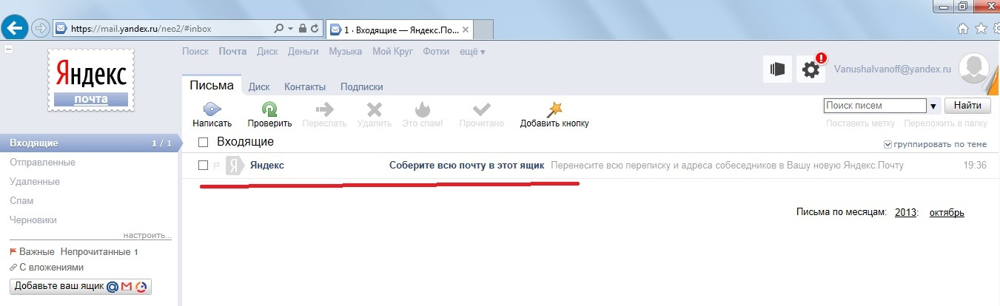 https://mail.yandex.ru/neo2/#inbox
1 · Входящие — Яндекс.По...
Яндекс
почта
Поиск Почта Диск Деньги Музыка Мой Круг Фотки ещё ▾
VanushaIvanoff@yandex.ru
Письма Диск Контакты Подписки
Написать Проверить Переслать Удалить Это спам! Прочитано Добавить кнопку
Поиск писем Найти
Поставить метку Переложить в папку
Входящие 1 / 1
Отправленные
Удаленные
Спам
Черновики
настроить...
Важные Непрочитанные 1
С вложениями
Добавьте ваш ящик
Входящие
группировать по теме
Я Яндекс Соберите всю почту в этот ящик Перенесите всю переписку и адреса собеседников в Вашу новую Яндекс.Почту 19:36
Письма по месяцам: 2013: октябрь